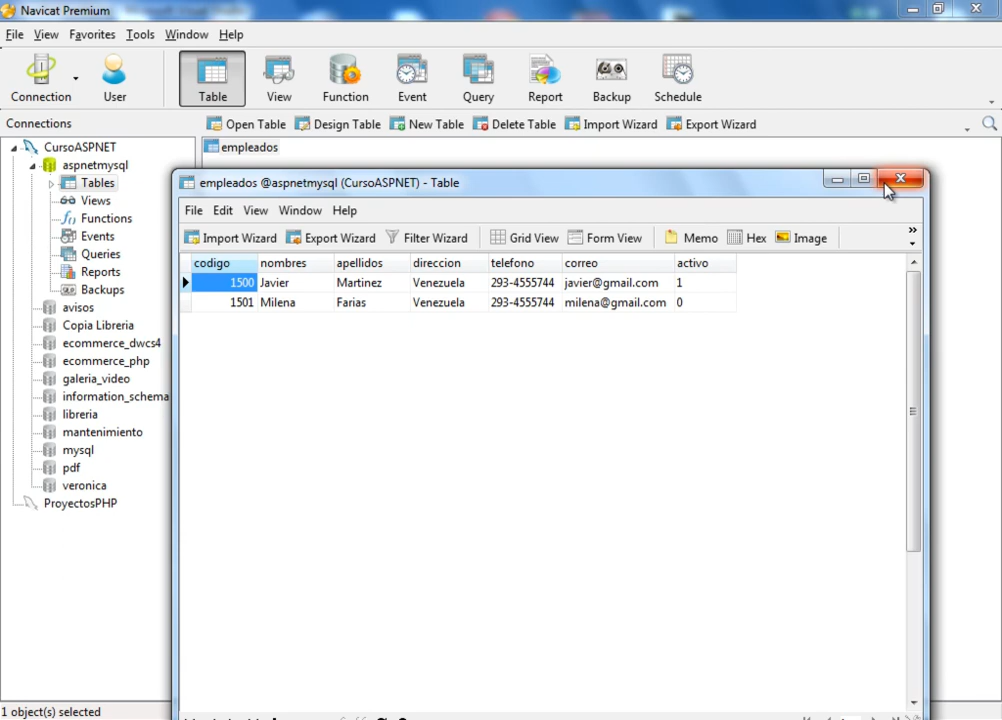 Navicat Premium
File View Favorites Tools Window Help
Connection User Table View Function Event Query Report Backup Schedule
Connections
Open Table Design Table New Table Delete Table Import Wizard Export Wizard
CursoASPNET
aspnetmysql
Tables
Views
Functions
Events
Queries
Reports
Backups
avisos
Copia Libreria
ecommerce_dwcs4
ecommerce_php
galeria_video
information_schema
libreria
mantenimiento
mysql
pdf
veronica
ProyectosPHP
empleados
empleados @aspnetmysql (CursoASPNET) - Table
File Edit View Window Help
Import Wizard Export Wizard Filter Wizard Grid View Form View Memo Hex Image
codigo nombres apellidos direccion telefono correo activo
1500 Javier Martinez Venezuela 293-4555744 javier@gmail.com 1
1501 Milena Farias Venezuela 293-4555744 milena@gmail.com 0
1 object(s) selected